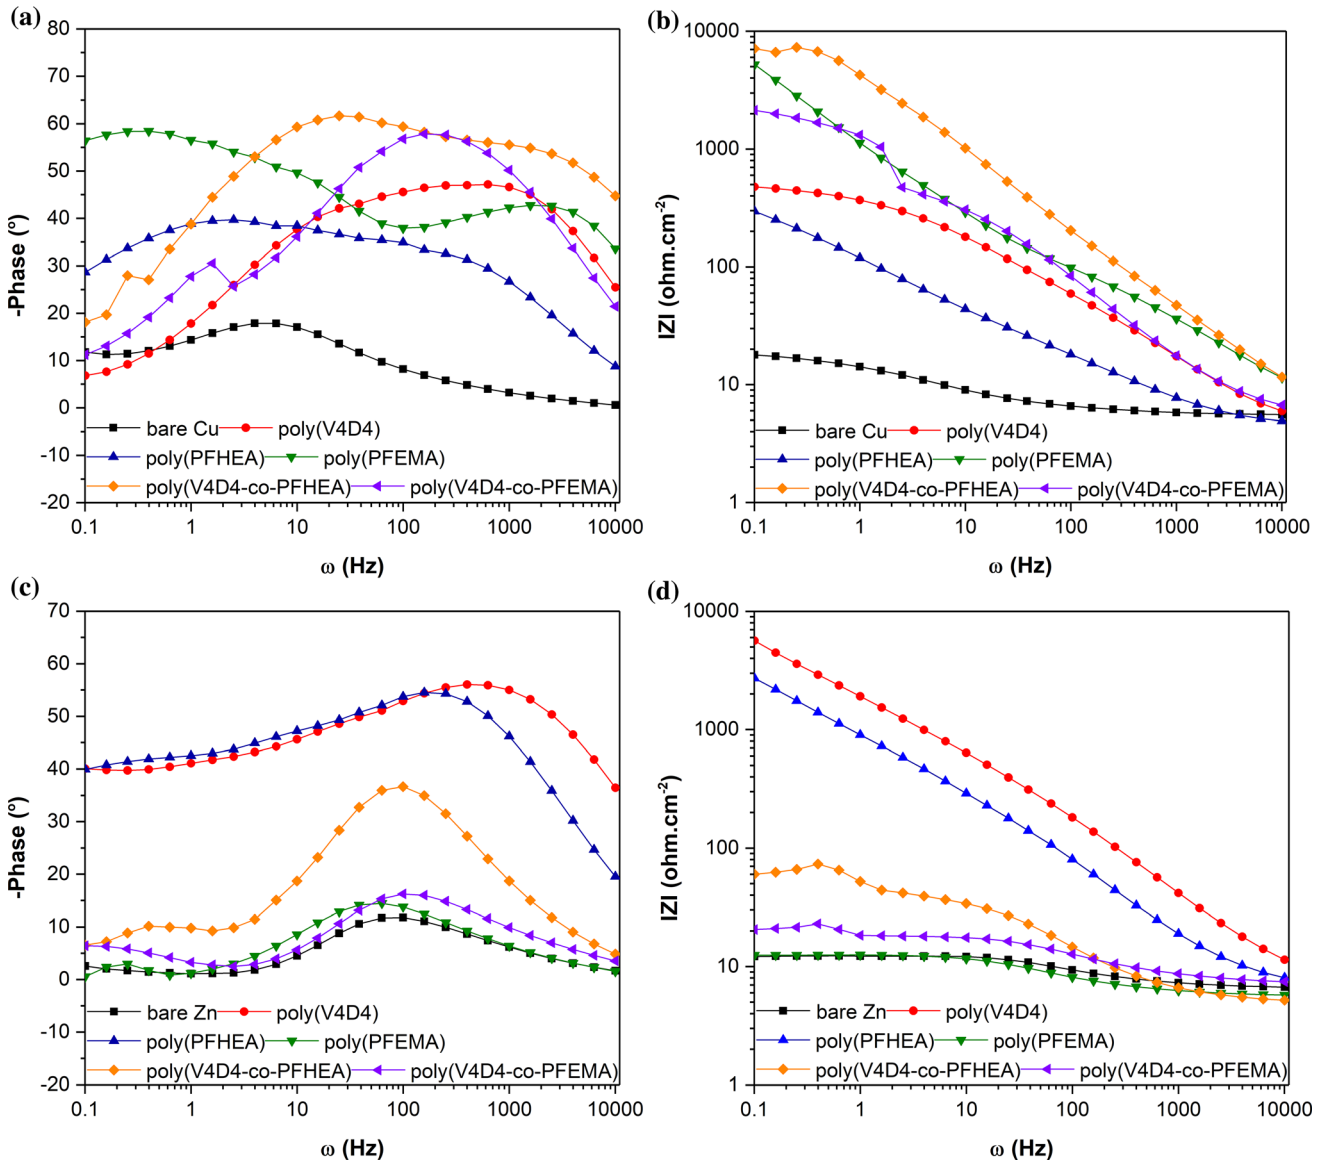 (a)
80
70
60
50
40
30
20
10
0
-10
-20
-Phase (°)
bare Cu poly(V4D4)
poly(PFHEA) poly(PFEMA)
poly(V4D4-co-PFHEA) poly(V4D4-co-PFEMA)
0.1 1 10 100 1000 10000
ω (Hz)
(b)
10000
1000
100
10
1
IZI (ohm.cm⁻²)
bare Cu poly(V4D4)
poly(PFHEA) poly(PFEMA)
poly(V4D4-co-PFHEA) poly(V4D4-co-PFEMA)
0.1 1 10 100 1000 10000
ω (Hz)
(c)
70
60
50
40
30
20
10
0
-10
-20
-Phase (°)
bare Zn poly(V4D4)
poly(PFHEA) poly(PFEMA)
poly(V4D4-co-PFHEA) poly(V4D4-co-PFEMA)
0.1 1 10 100 1000 10000
ω (Hz)
(d)
10000
1000
100
10
1
IZI (ohm.cm⁻²)
bare Zn poly(V4D4)
poly(PFHEA) poly(PFEMA)
poly(V4D4-co-PFHEA) poly(V4D4-co-PFEMA)
0.1 1 10 100 1000 10000
ω (Hz)